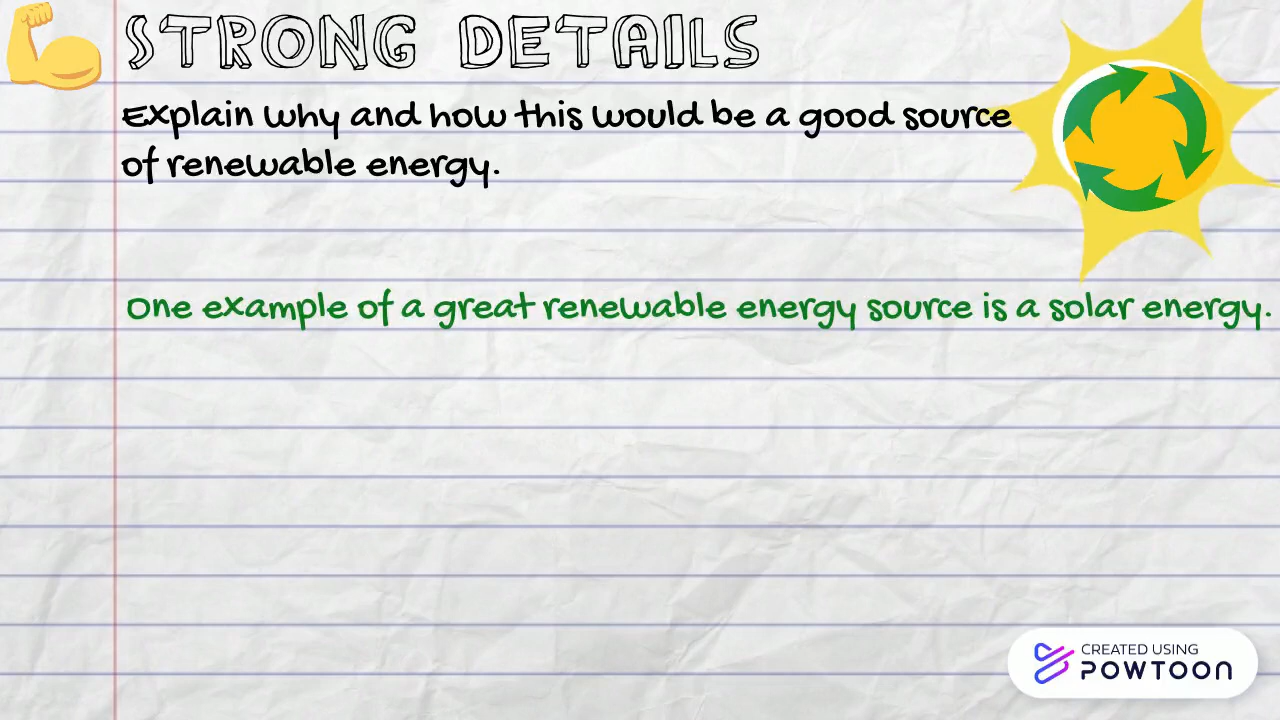 STRONG DETAILS
Explain why and how this would be a good source
of renewable energy.
One example of a great renewable energy source is a solar energy.
CREATED USING
POWTOON